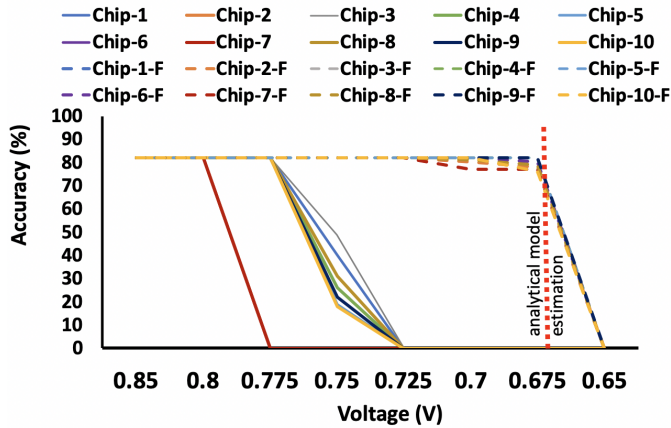 Chip-1 Chip-2 Chip-3 Chip-4 Chip-5
Chip-6 Chip-7 Chip-8 Chip-9 Chip-10
Chip-1-F Chip-2-F Chip-3-F Chip-4-F Chip-5-F
Chip-6-F Chip-7-F Chip-8-F Chip-9-F Chip-10-F
Accuracy (%)
100
90
80
70
60
50
40
30
20
10
0
analytical model
estimation
0.85 0.8 0.775 0.75 0.725 0.7 0.675 0.65
Voltage (V)